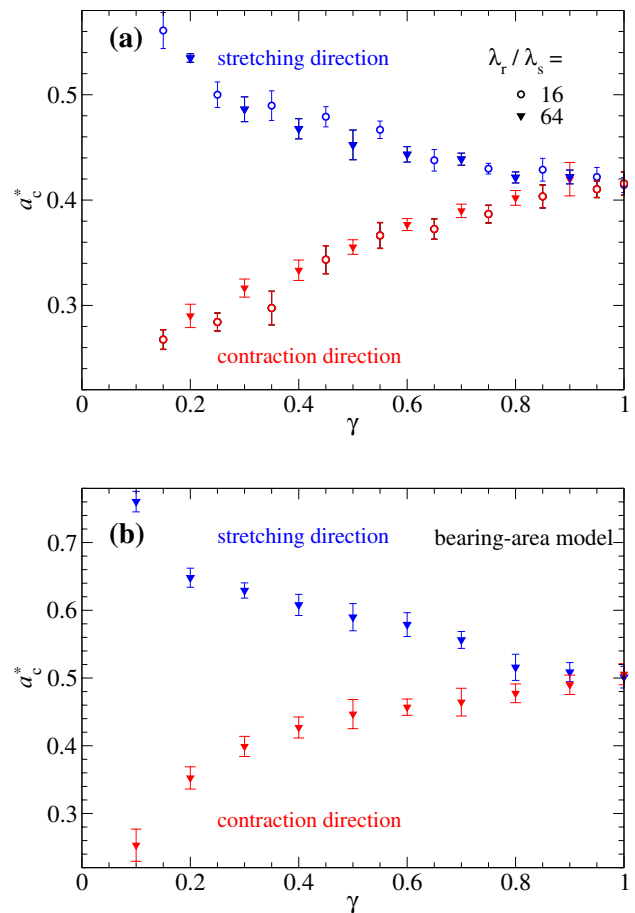 (a)
stretching direction
λr / λs =
16
64
0.5
0.4
0.3
a*c
contraction direction
0
0.2
0.4
0.6
0.8
1
γ
(b)
stretching direction
bearing-area model
0.7
0.6
0.5
0.4
0.3
a*c
contraction direction
0
0.2
0.4
0.6
0.8
1
γ